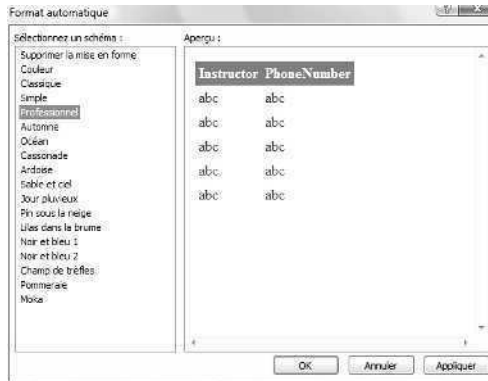 Format automatique
Sélectionnez un schéma :
Supprimer la mise en forme
Couleur
Classique
Simple
Professionnel
Automne
Océan
Cassonade
Ardoise
Sable et ciel
Jour pluvieux
Pin sous la neige
Lilas dans la brume
Noir et bleu 1
Noir et bleu 2
Champ de trèfles
Pommeraie
Moka
Aperçu :
Instructor PhoneNumber
abc abc
abc abc
abc abc
abc abc
abc abc
OK Annuler Appliquer